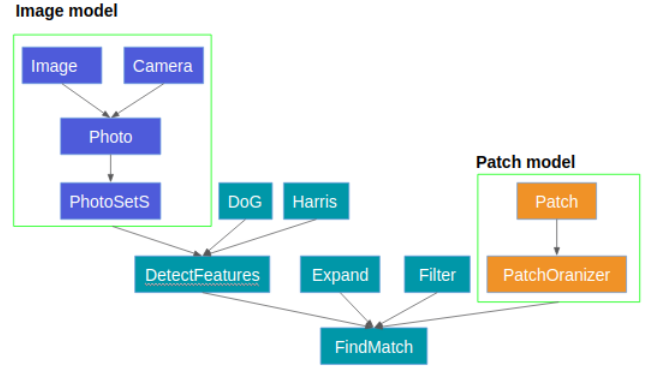 Image model
Image
Camera
Photo
PhotoSetS
DoG
Harris
Patch model
Patch
DetectFeatures
Expand
Filter
PatchOranizer
FindMatch